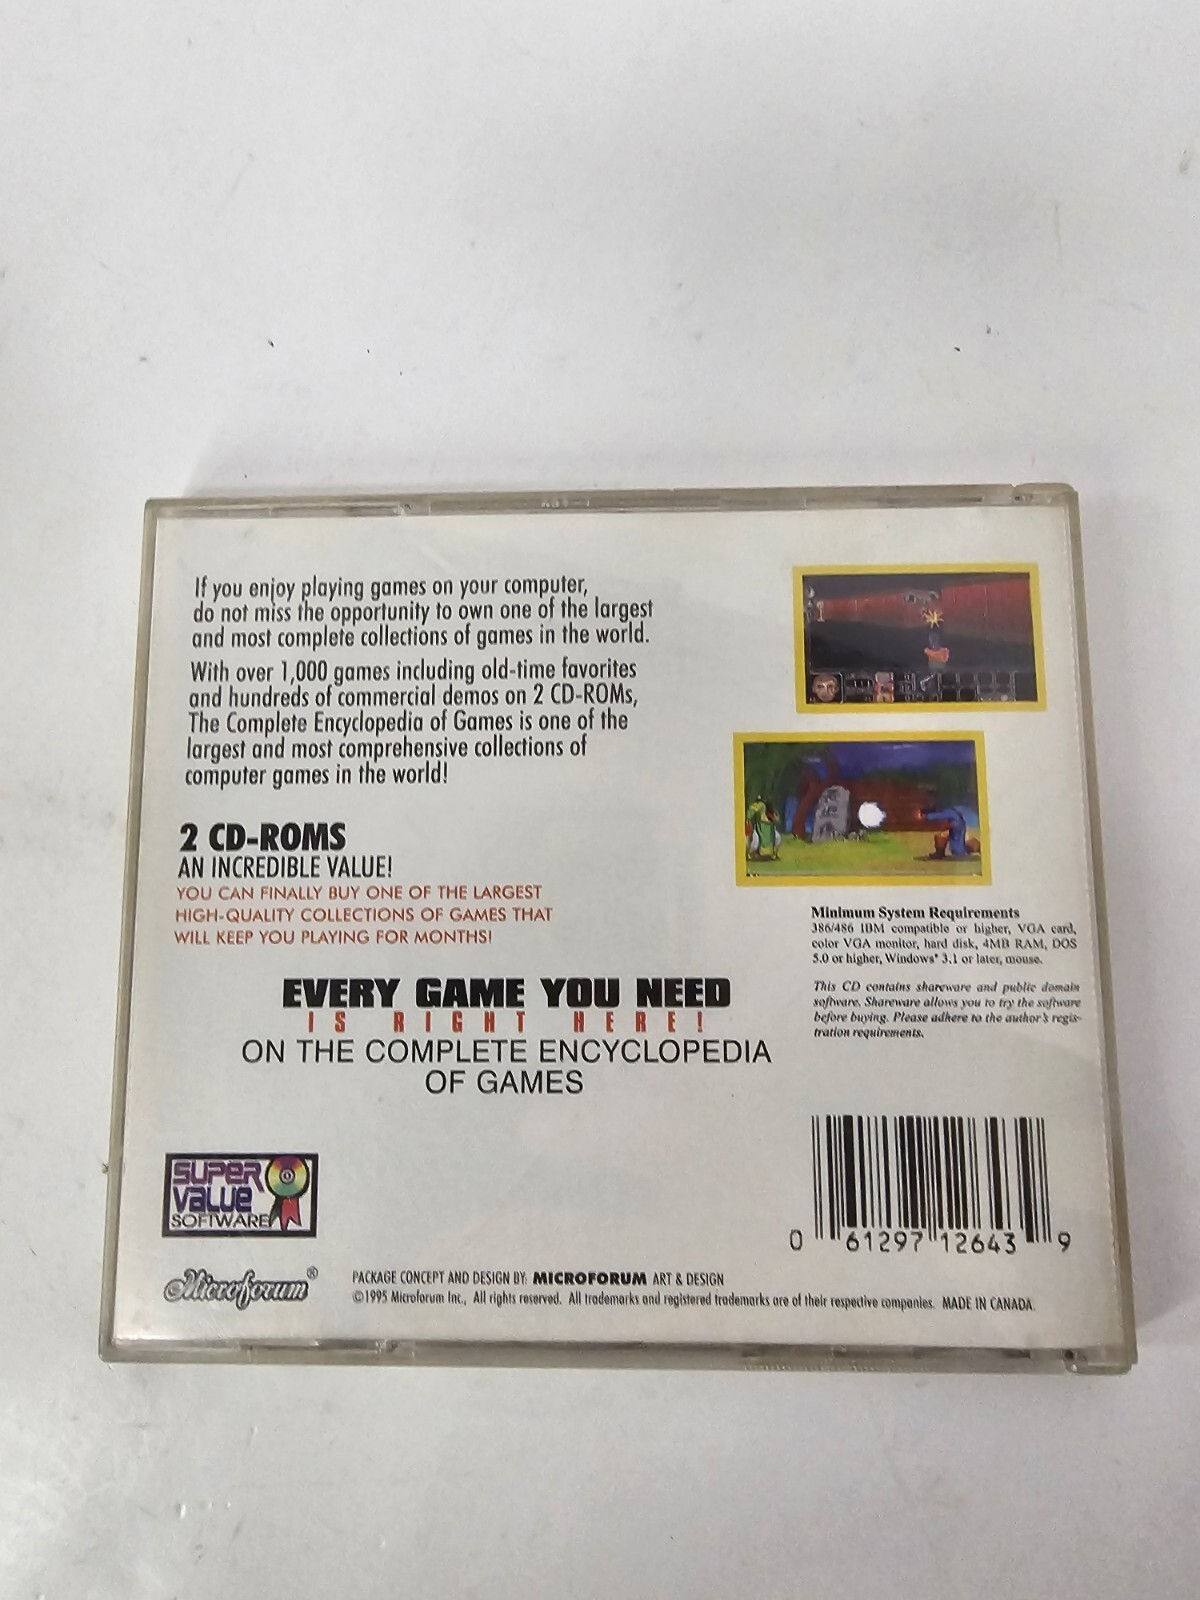 If you enjoy playing games on your computer,
do not miss the opportunity to own one of the largest
and most complete collections of games in the world.
With over 1,000 games including old-time favorites
and hundreds of commercial demos on 2 CD-ROMs,
The Complete Encyclopedia of Games is one of the
largest and most comprehensive collections of
computer games in the world!
2 CD-ROMS
AN INCREDIBLE VALUE!
YOU CAN FINALLY BUY ONE OF THE LARGEST
HIGH-QUALITY COLLECTIONS OF GAMES THAT
WILL KEEP YOU PLAYING FOR MONTHS!
EVERY GAME YOU NEED
IS RIGHT HERE!
ON THE COMPLETE ENCYCLOPEDIA
OF GAMES
Minimum System Requirements
386/486 IBM compatible or higher, VGA card,
color VGA monitor, hard disk, 4MB RAM, DOS
5.0 or higher, Windows® 3.1 or later, mouse.
This CD contains shareware and public domain
software. Shareware allows you to try the software
before buying. Please adhere to the author's regis-
tration requirements.
SUPER
VALUE
SOFTWARE
0 61297 12643 9
Microforum®
PACKAGE CONCEPT AND DESIGN BY: MICROFORUM ART & DESIGN
©1995 Microforum Inc., All rights reserved. All trademarks and registered trademarks are of their respective companies. MADE IN CANADA.